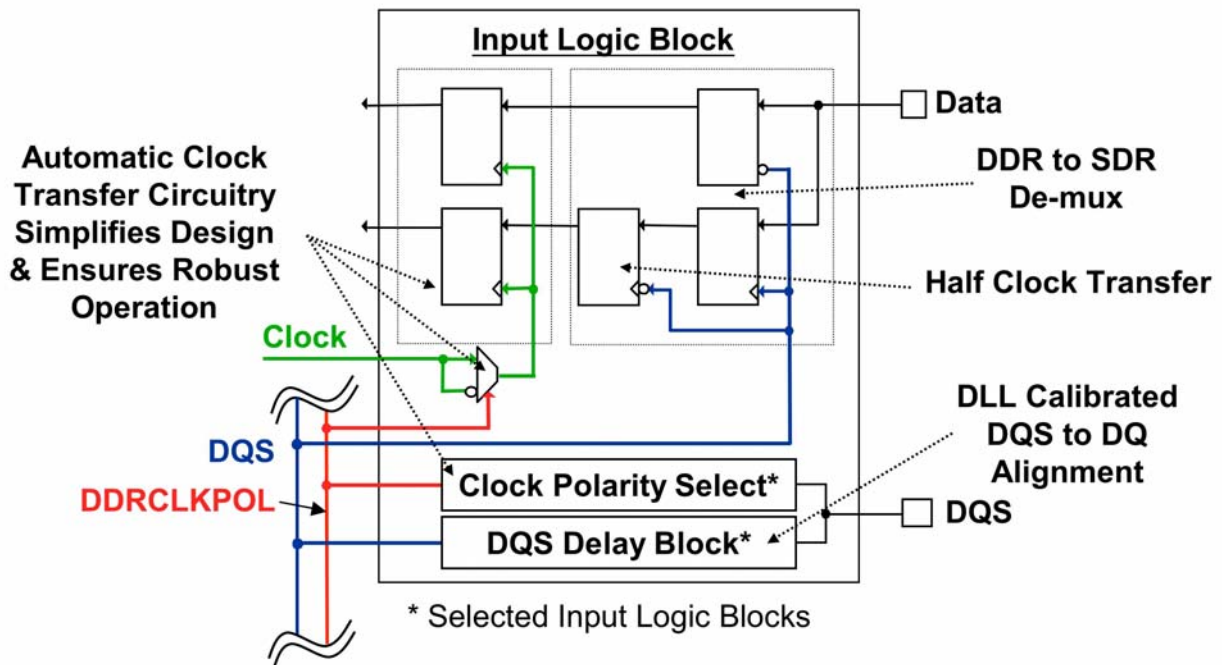 Input Logic Block
Data
Automatic Clock
Transfer Circuitry
Simplifies Design
& Ensures Robust
Operation
DDR to SDR
De-mux
Half Clock Transfer
Clock
DLL Calibrated
DQS to DQ
Alignment
DQS
DDRCLKPOL
Clock Polarity Select*
DQS Delay Block*
DQS
* Selected Input Logic Blocks